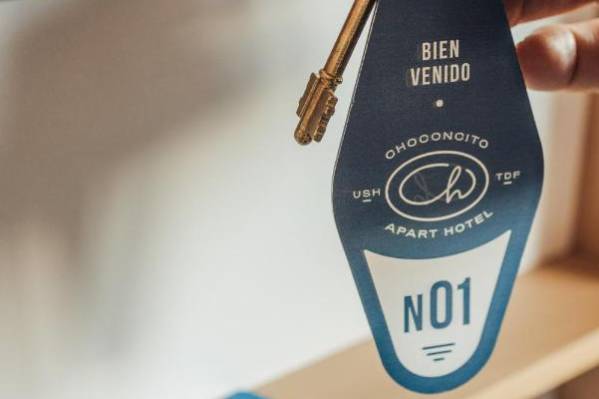 BIEN
VENIDO
CHOCONCITO
USH Ch TDF
APART HOTEL
N01